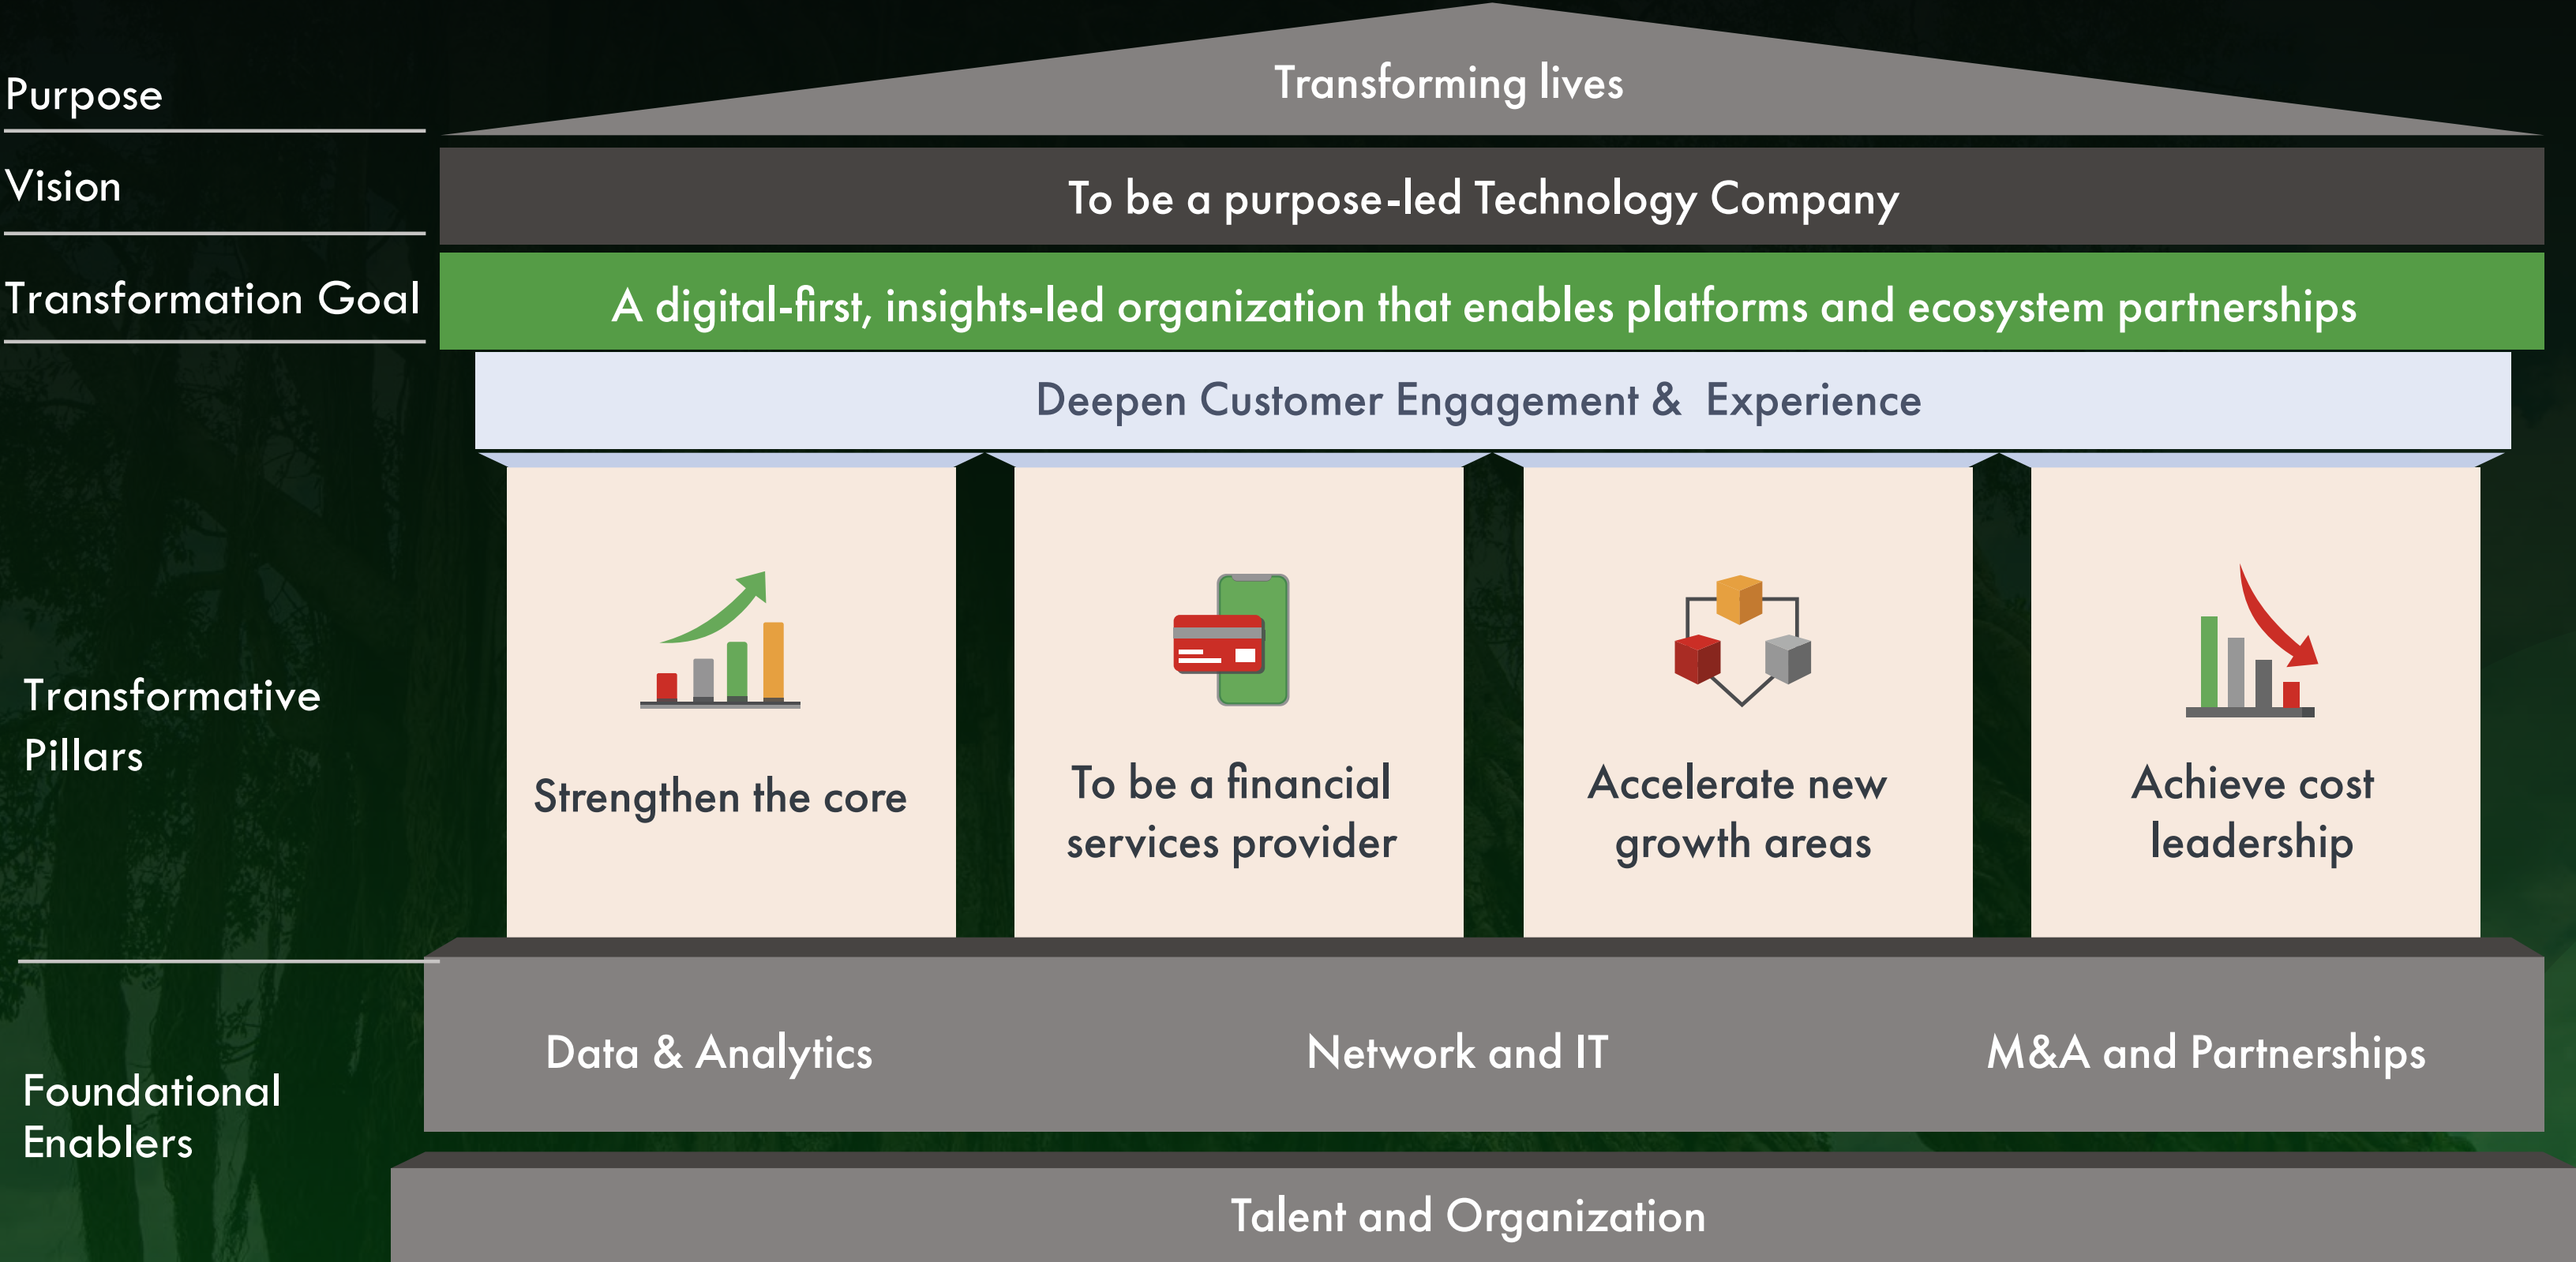 Purpose
Transforming lives
Vision
To be a purpose-led Technology Company
Transformation Goal
A digital-first, insights-led organization that enables platforms and ecosystem partnerships
Deepen Customer Engagement & Experience
Transformative
Pillars
Strengthen the core
To be a financial
services provider
Accelerate new
growth areas
Achieve cost
leadership
Foundational
Enablers
Data & Analytics
Network and IT
M&A and Partnerships
Talent and Organization